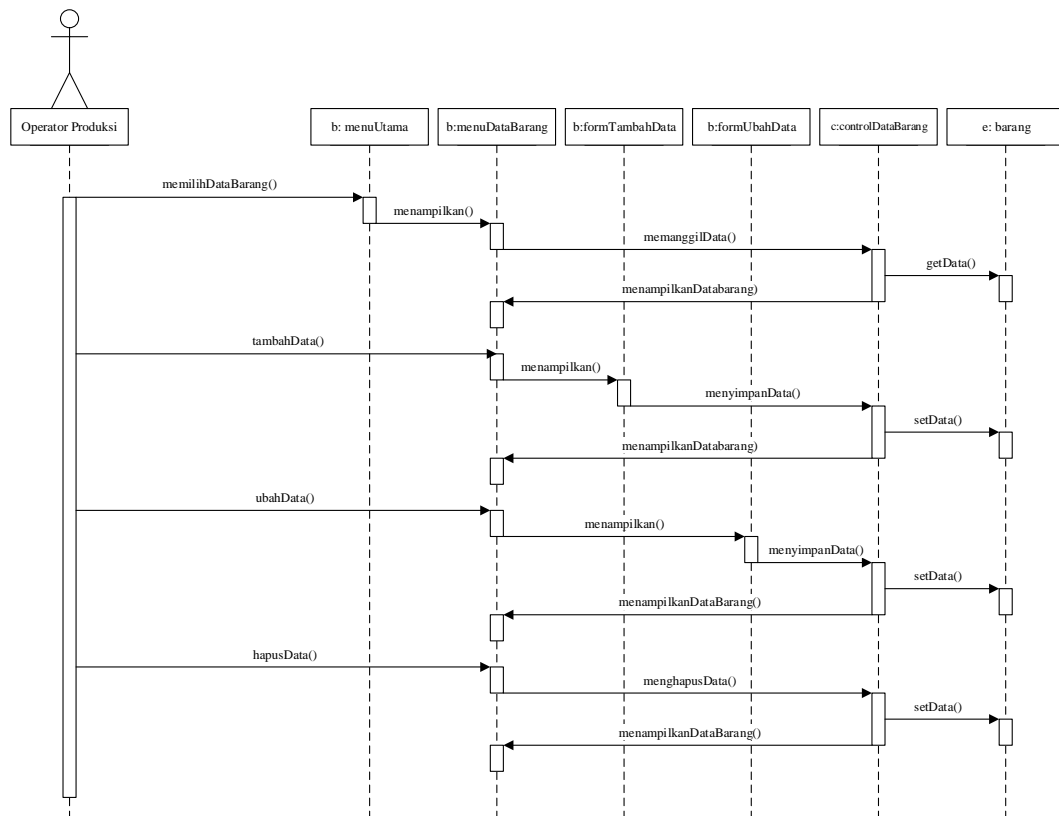 Operator Produksi
b: menuUtama
b:menuDataBarang
b:formTambahData
b:formUbahData
c:controlDataBarang
e: barang
memilihDataBarang()
menampilkan()
memanggilData()
getData()
menampilkanDatabarang)
tambahData()
menampilkan()
menyimpanData()
setData()
menampilkanDatabarang)
ubahData()
menampilkan()
menyimpanData()
setData()
menampilkanDataBarang()
hapusData()
menghapusData()
setData()
menampilkanDataBarang()